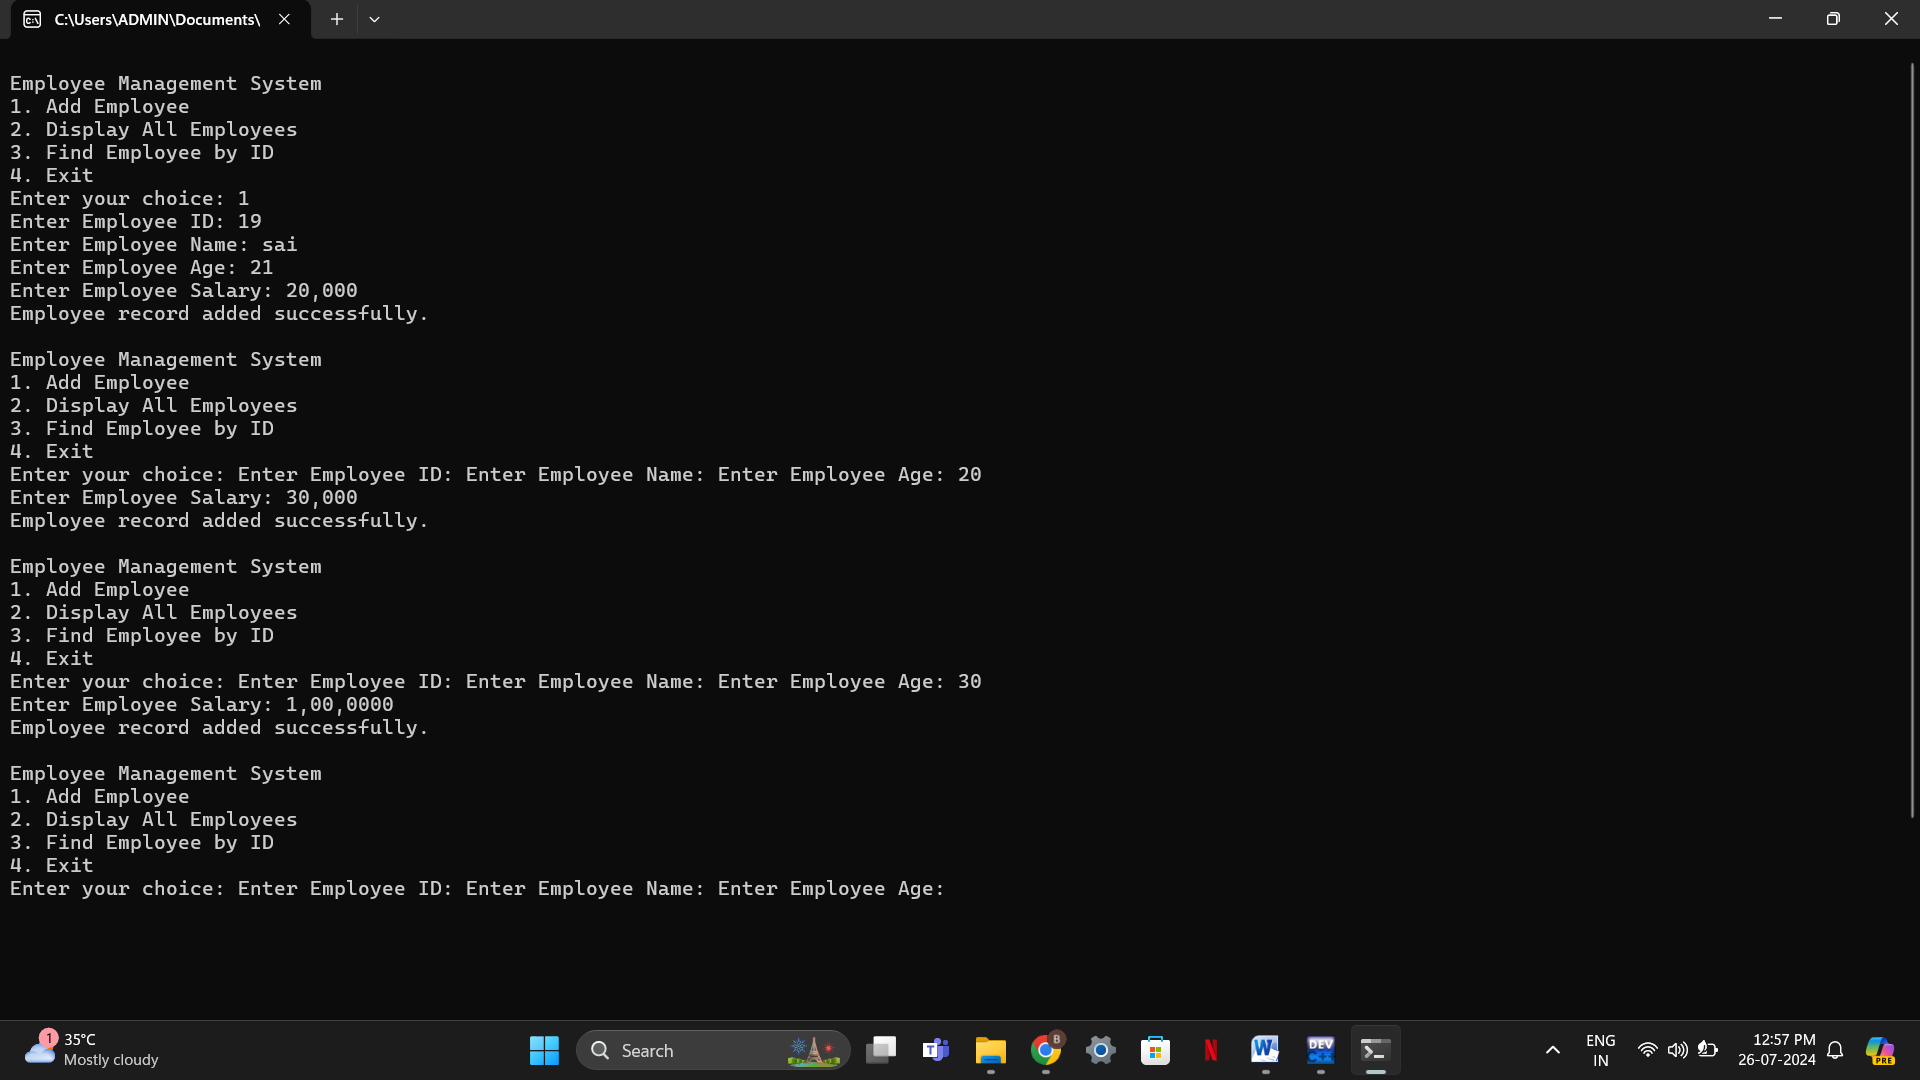 C:\Users\ADMIN\Documents\
Employee Management System
1. Add Employee
2. Display All Employees
3. Find Employee by ID
4. Exit
Enter your choice: 1
Enter Employee ID: 19
Enter Employee Name: sai
Enter Employee Age: 21
Enter Employee Salary: 20,000
Employee record added successfully.
Employee Management System
1. Add Employee
2. Display All Employees
3. Find Employee by ID
4. Exit
Enter your choice: Enter Employee ID: Enter Employee Name: Enter Employee Age: 20
Enter Employee Salary: 30,000
Employee record added successfully.
Employee Management System
1. Add Employee
2. Display All Employees
3. Find Employee by ID
4. Exit
Enter your choice: Enter Employee ID: Enter Employee Name: Enter Employee Age: 30
Enter Employee Salary: 1,00,0000
Employee record added successfully.
Employee Management System
1. Add Employee
2. Display All Employees
3. Find Employee by ID
4. Exit
Enter your choice: Enter Employee ID: Enter Employee Name: Enter Employee Age:
1
35°C
Mostly cloudy
Search
T
B
N
W
DEV
C++
ENG
IN
12:57 PM
26-07-2024
PRE